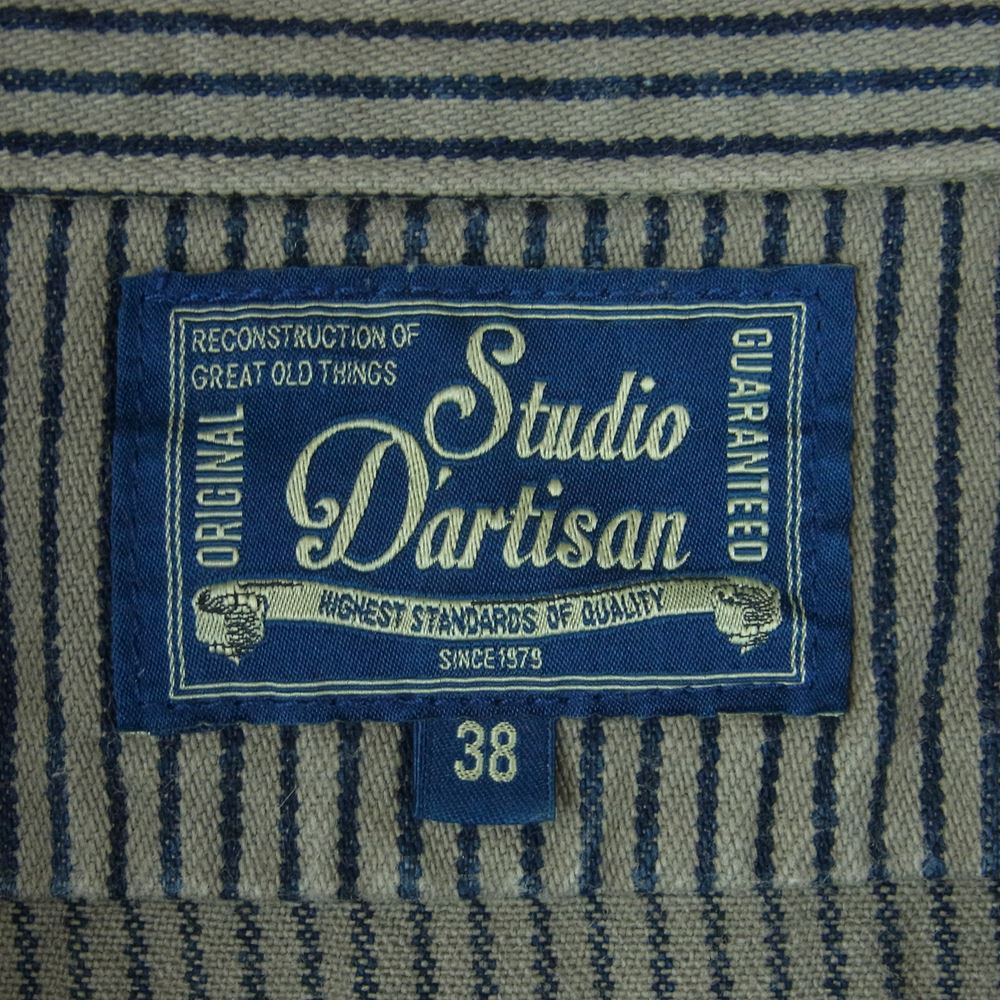 RECONSTRUCTION OF
GREAT OLD THINGS
ORIGINAL
Studio
D'artisan
GUARANTEED
HIGHEST STANDARDS OF QUALITY
SINCE 1979
38